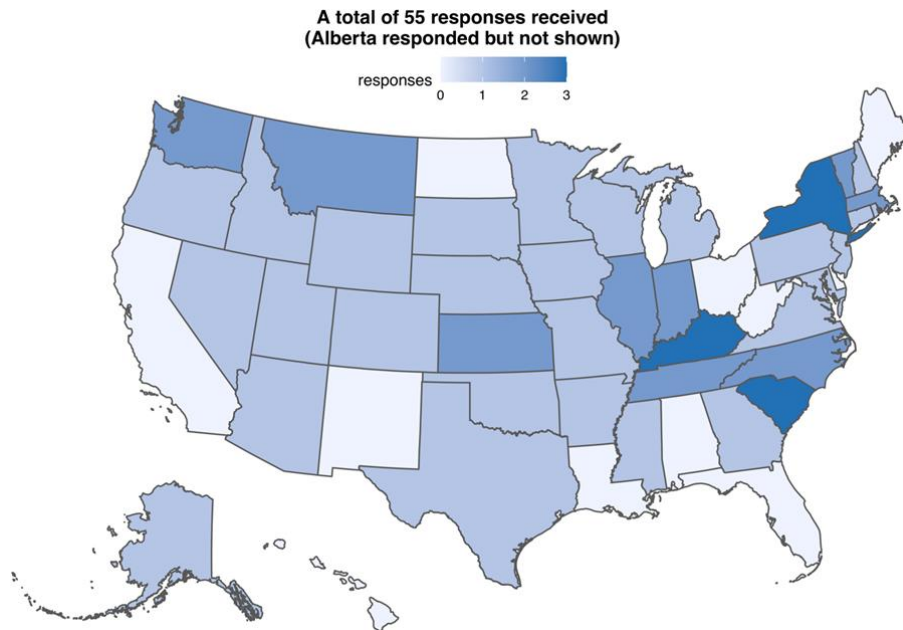 A total of 55 responses received
(Alberta responded but not shown)
responses
0 1 2 3